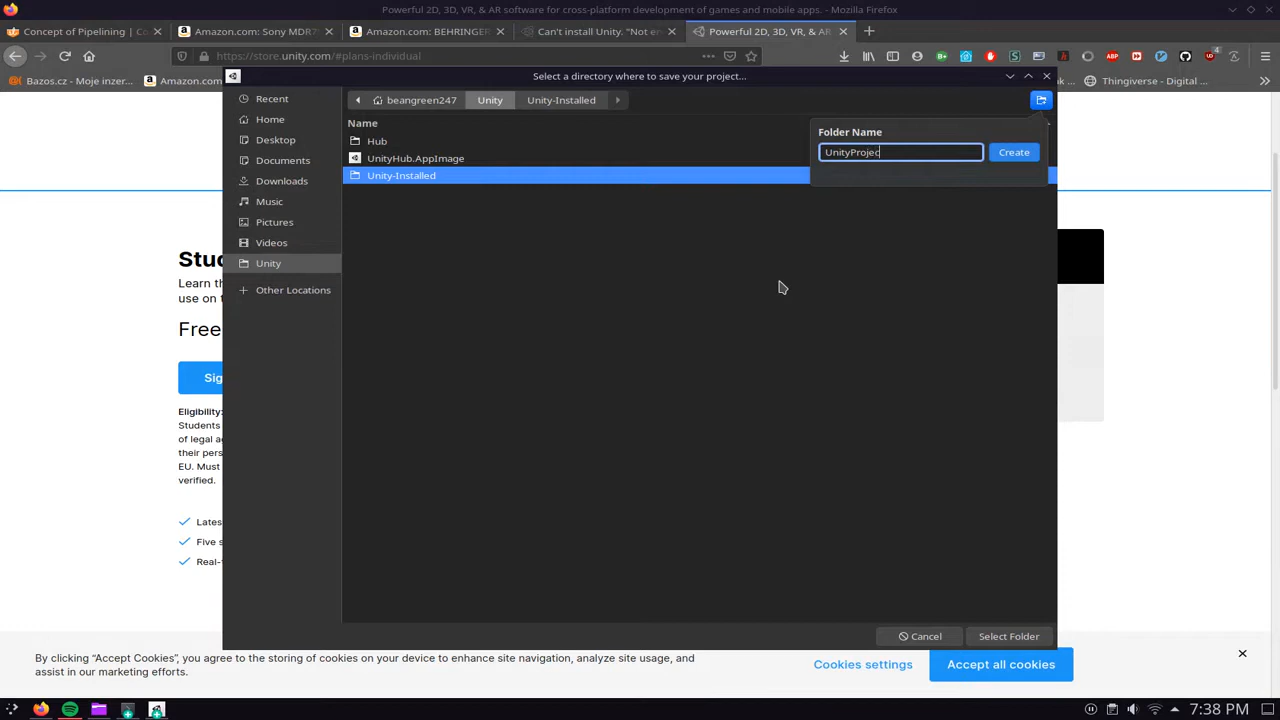 Powerful 2D, 3D, VR, & AR software for cross-platform development of games and mobile apps. - Mozilla Firefox
Concept of Pipelining | C
Amazon.com: Sony MDR7
Amazon.com: BEHRINGER
Can't install Unity. "Not en
Powerful 2D, 3D, VR, & AR
https://store.unity.com/#plans-individual
4
Bazos.cz - Moje inzer...
Amazon.com
Thingiverse - Digital ...
Select a directory where to save your project...
Recent
Home
Desktop
Documents
Downloads
Music
Pictures
Videos
Unity
Other Locations
beangreen247
Unity
Unity-Installed
Name
Hub
UnityHub.AppImage
Unity-Installed
Folder Name
UnityProjec
Create
Cancel
Select Folder
Stu
Learn th
use on t
Free
Sig
Eligibility:
Students
of legal a
their pers
EU. Must
verified.
Lates
Five s
Real-
By clicking “Accept Cookies”, you agree to the storing of cookies on your device to enhance site navigation, analyze site usage, and
assist in our marketing efforts.
Cookies settings
Accept all cookies
7:38 PM